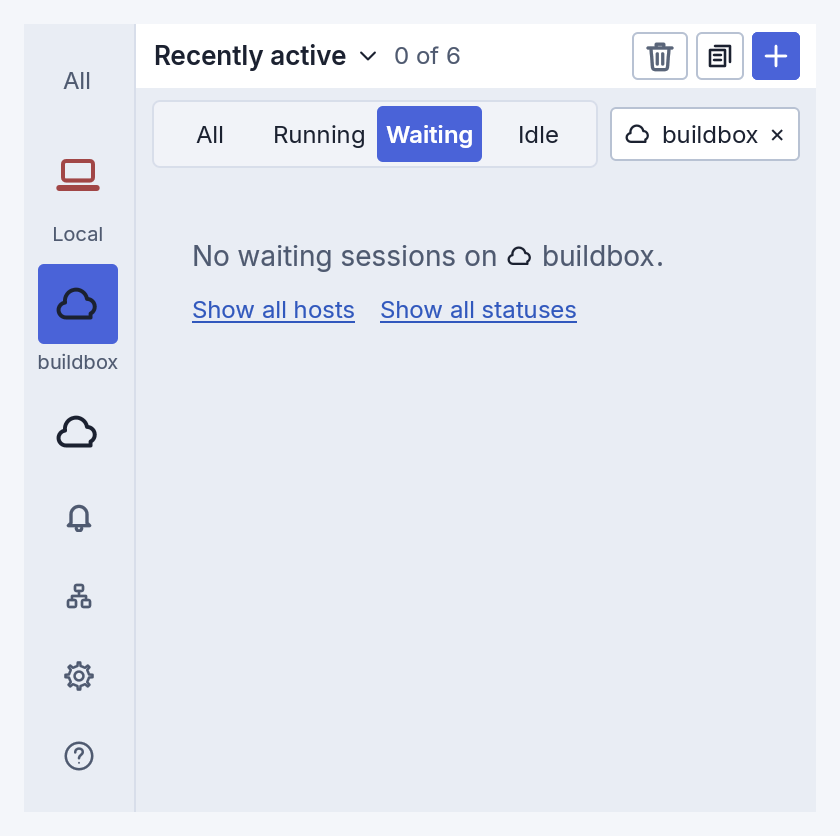 All
Local
buildbox
Recently active 0 of 6
All Running Waiting Idle buildbox ×
No waiting sessions on buildbox.
Show all hosts Show all statuses